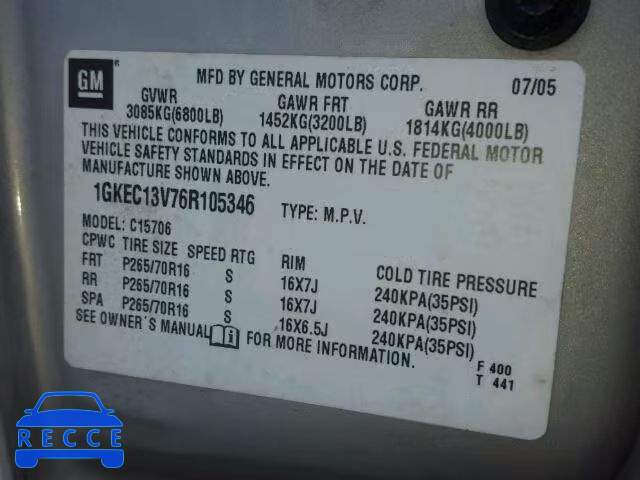 GM ®
MFD BY GENERAL MOTORS CORP. 07/05
GVWR GAWR FRT GAWR RR
3085KG(6800LB) 1452KG(3200LB) 1814KG(4000LB)
THIS VEHICLE CONFORMS TO ALL APPLICABLE U.S. FEDERAL MOTOR
VEHICLE SAFETY STANDARDS IN EFFECT ON THE DATE OF
MANUFACTURE SHOWN ABOVE.
1GKEC13V76R105346 TYPE: M.P.V.
MODEL: C15706
CPWC TIRE SIZE SPEED RTG RIM COLD TIRE PRESSURE
FRT P265/70R16 S 16X7J 240KPA(35PSI)
RR P265/70R16 S 16X7J 240KPA(35PSI)
SPA P265/70R16 S 16X6.5J 240KPA(35PSI)
SEE OWNER'S MANUAL i FOR MORE INFORMATION.
F 400
T 441
RECCE